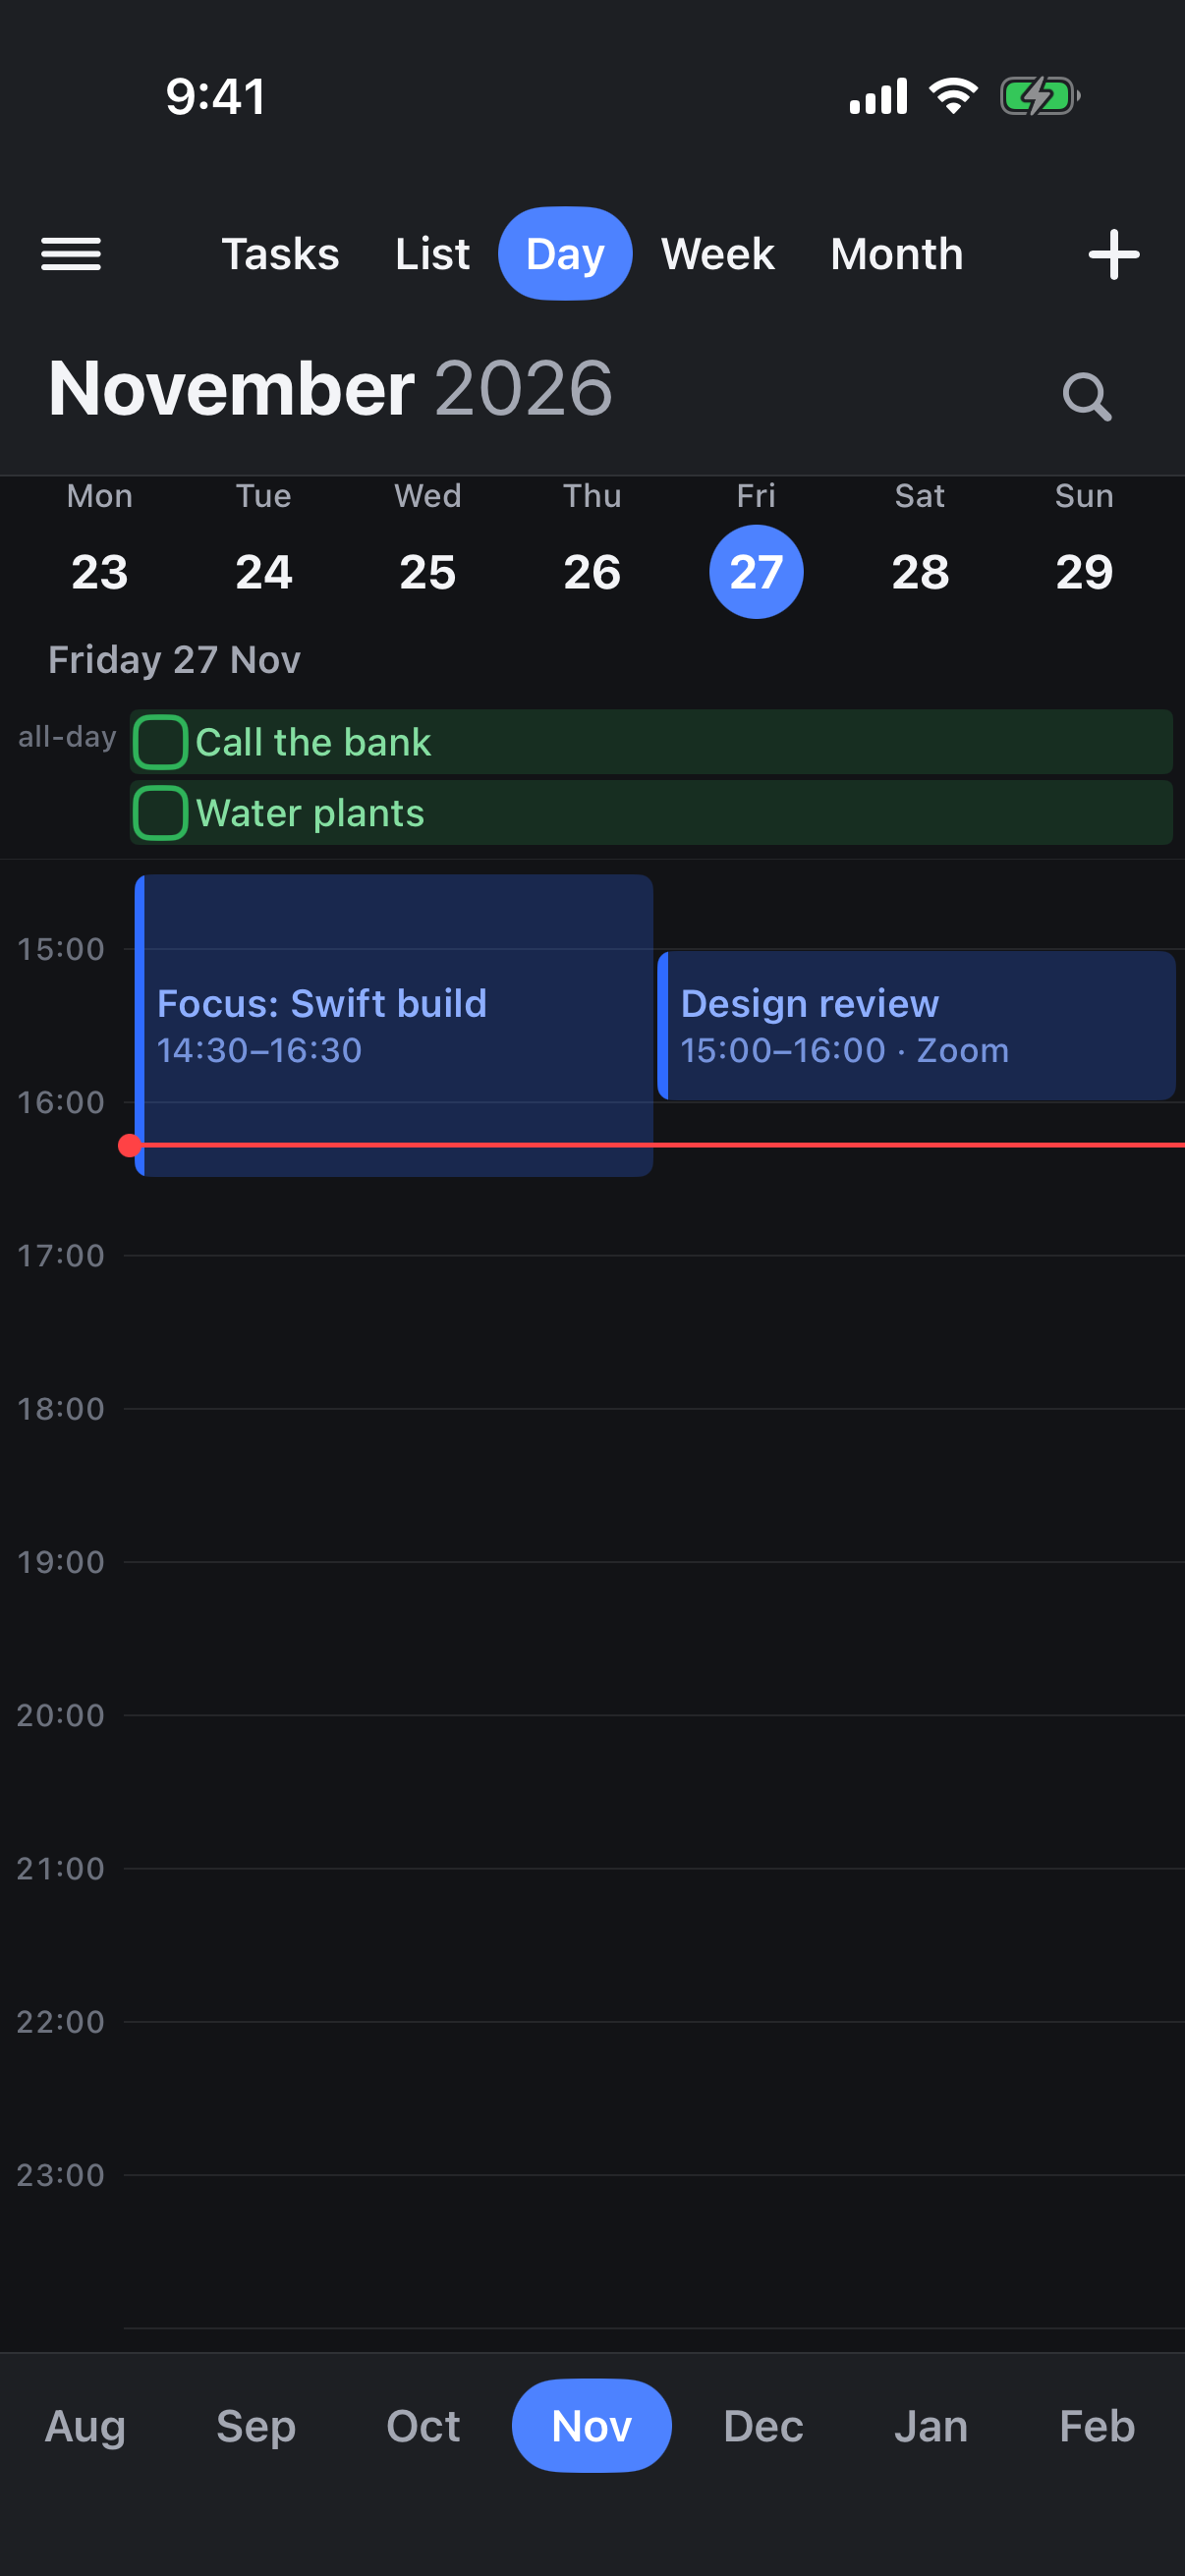 9:41
Tasks List Day Week Month
November 2026
Mon Tue Wed Thu Fri Sat Sun
23 24 25 26 27 28 29
Friday 27 Nov
all-day
Call the bank
Water plants
15:00
Focus: Swift build
14:30–16:30
Design review
15:00–16:00 · Zoom
16:00
17:00
18:00
19:00
20:00
21:00
22:00
23:00
Aug Sep Oct Nov Dec Jan Feb